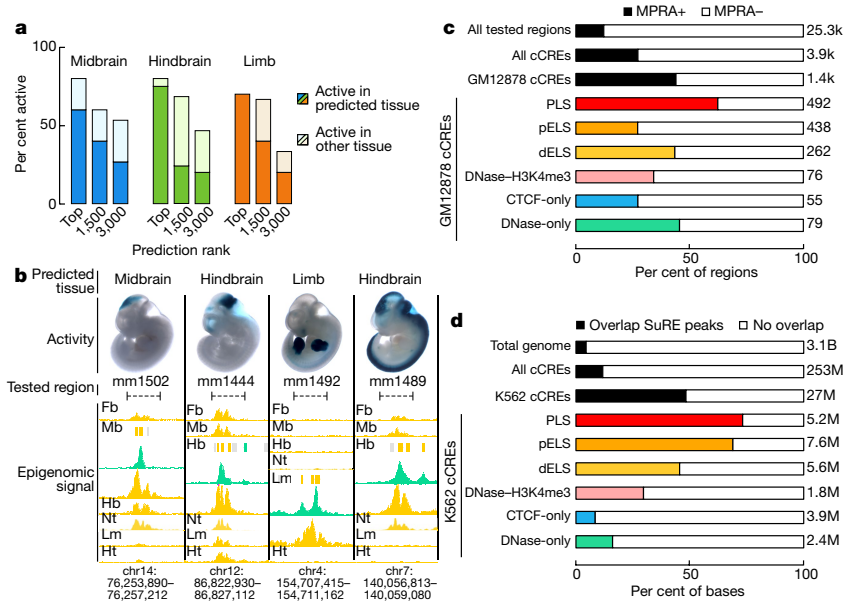 a
100
50
0
Per cent active
Midbrain
Hindbrain
Limb
Active in
predicted tissue
Active in
other tissue
Top
1,500
3,000
Top
1,500
3,000
Top
1,500
3,000
Prediction rank
b
Predicted
tissue
Midbrain
Hindbrain
Limb
Hindbrain
Activity
Tested region
mm1502
mm1444
mm1492
mm1489
Epigenomic
signal
Fb
Mb
Hb
Nt
Lm
Ht
Fb
Mb
Hb
Nt
Lm
Ht
Fb
Mb
Hb
Nt
Lm
Ht
Fb
Mb
Hb
Nt
Lm
Ht
chr14:
76,253,890–
76,257,212
chr12:
86,822,930–
86,827,112
chr4:
154,707,415–
154,711,162
chr7:
140,056,813–
140,059,080
c
MPRA+
MPRA–
All tested regions
25.3k
All cCREs
3.9k
GM12878 cCREs
1.4k
GM12878 cCREs
PLS
492
pELS
438
dELS
262
DNase–H3K4me3
76
CTCF-only
55
DNase-only
79
0
50
100
Per cent of regions
d
Overlap SuRE peaks
No overlap
Total genome
3.1B
All cCREs
253M
K562 cCREs
27M
K562 cCREs
PLS
5.2M
pELS
7.6M
dELS
5.6M
DNase–H3K4me3
1.8M
CTCF-only
3.9M
DNase-only
2.4M
0
50
100
Per cent of bases